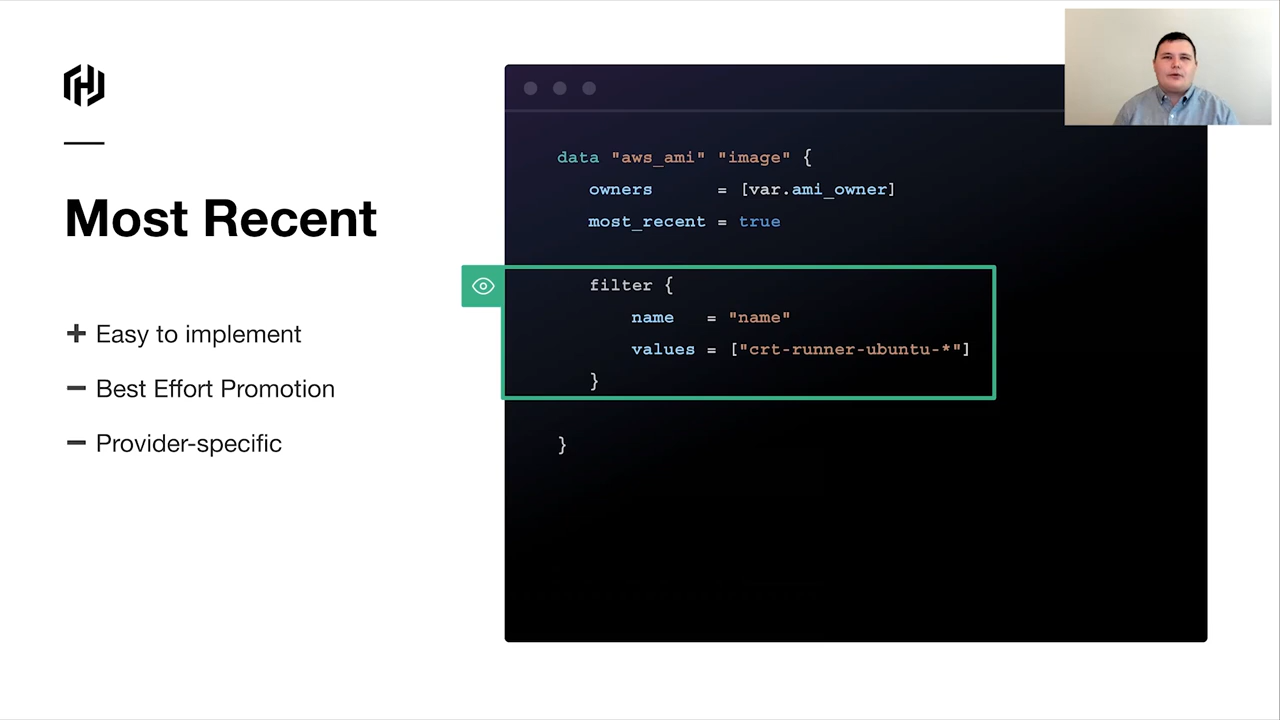 Most Recent
+ Easy to implement
− Best Effort Promotion
− Provider-specific
data "aws_ami" "image" {
owners = [var.ami_owner]
most_recent = true
filter {
name = "name"
values = ["crt-runner-ubuntu-*"]
}
}